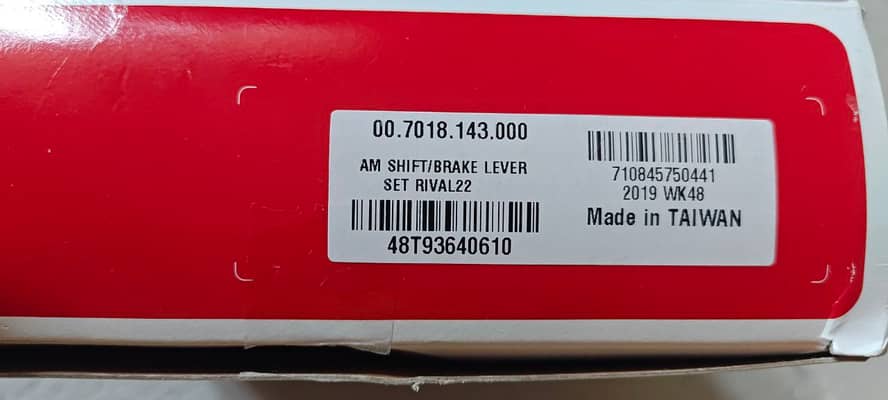 00.7018.143.000
AM SHIFT/BRAKE LEVER
SET RIVAL22
48T93640610
710845750441
2019 WK48
Made in TAIWAN